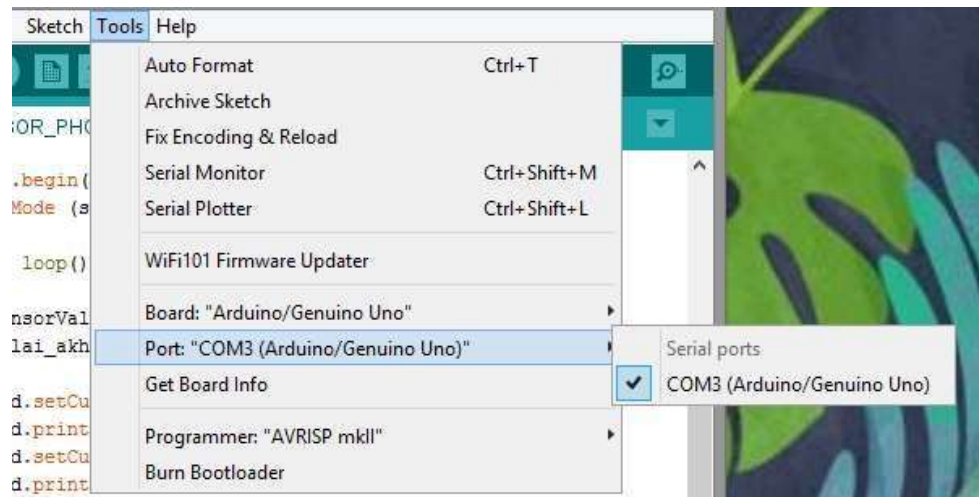 Sketch Tools Help
Auto Format Ctrl+T
Archive Sketch
Fix Encoding & Reload
Serial Monitor Ctrl+Shift+M
Serial Plotter Ctrl+Shift+L
WiFi101 Firmware Updater
Board: "Arduino/Genuino Uno"
Port: "COM3 (Arduino/Genuino Uno)"
Get Board Info
Programmer: "AVRISP mkII"
Burn Bootloader
Serial ports
COM3 (Arduino/Genuino Uno)
OR_PHO
.begin(
Mode (s
loop()
nsorVal
lai_akh
d.setCu
d.print
d.setCu
d.print